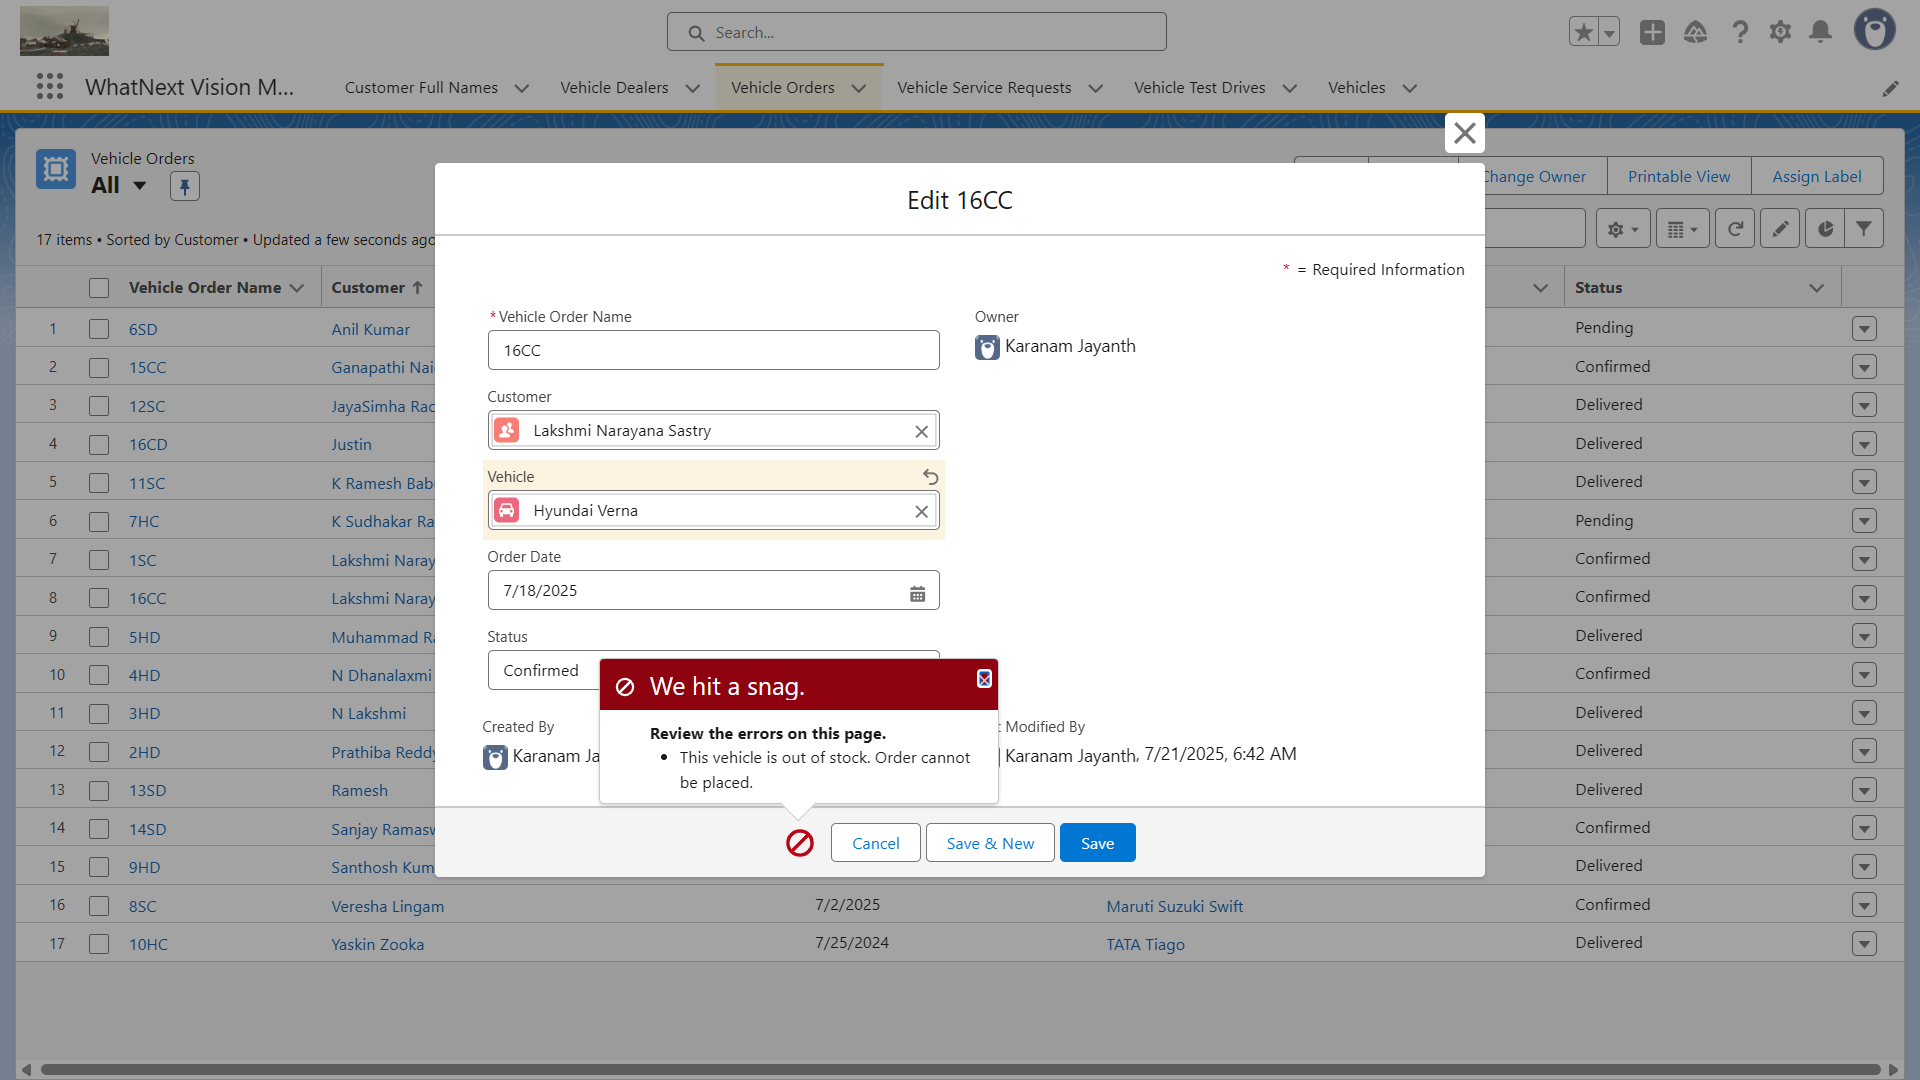 Search...
WhatNext Vision M...
Customer Full Names
Vehicle Dealers
Vehicle Orders
Vehicle Service Requests
Vehicle Test Drives
Vehicles
Vehicle Orders
All
Change Owner
Printable View
Assign Label
17 items • Sorted by Customer • Updated a few seconds ago
Vehicle Order Name
Customer
Status
1 6SD Anil Kumar Pending
2 15CC Ganapathi Nai Confirmed
3 12SC JayaSimha Rao Delivered
4 16CD Justin Delivered
5 11SC K Ramesh Bab Delivered
6 7HC K Sudhakar Ra Pending
7 1SC Lakshmi Naray Confirmed
8 16CC Lakshmi Naray Confirmed
9 5HD Muhammad Ra Delivered
10 4HD N Dhanalaxmi Confirmed
11 3HD N Lakshmi Delivered
12 2HD Prathiba Reddy Delivered
13 13SD Ramesh Delivered
14 14SD Sanjay Ramasw Confirmed
15 9HD Santhosh Kum Delivered
16 8SC Veresha Lingam 7/2/2025 Maruti Suzuki Swift Confirmed
17 10HC Yaskin Zooka 7/25/2024 TATA Tiago Delivered
Edit 16CC
* = Required Information
*Vehicle Order Name
16CC
Owner
Karanam Jayanth
Customer
Lakshmi Narayana Sastry
Vehicle
Hyundai Verna
Order Date
7/18/2025
Status
Confirmed
We hit a snag.
Review the errors on this page.
• This vehicle is out of stock. Order cannot
be placed.
Created By
Karanam Ja
t Modified By
Karanam Jayanth, 7/21/2025, 6:42 AM
Cancel
Save & New
Save